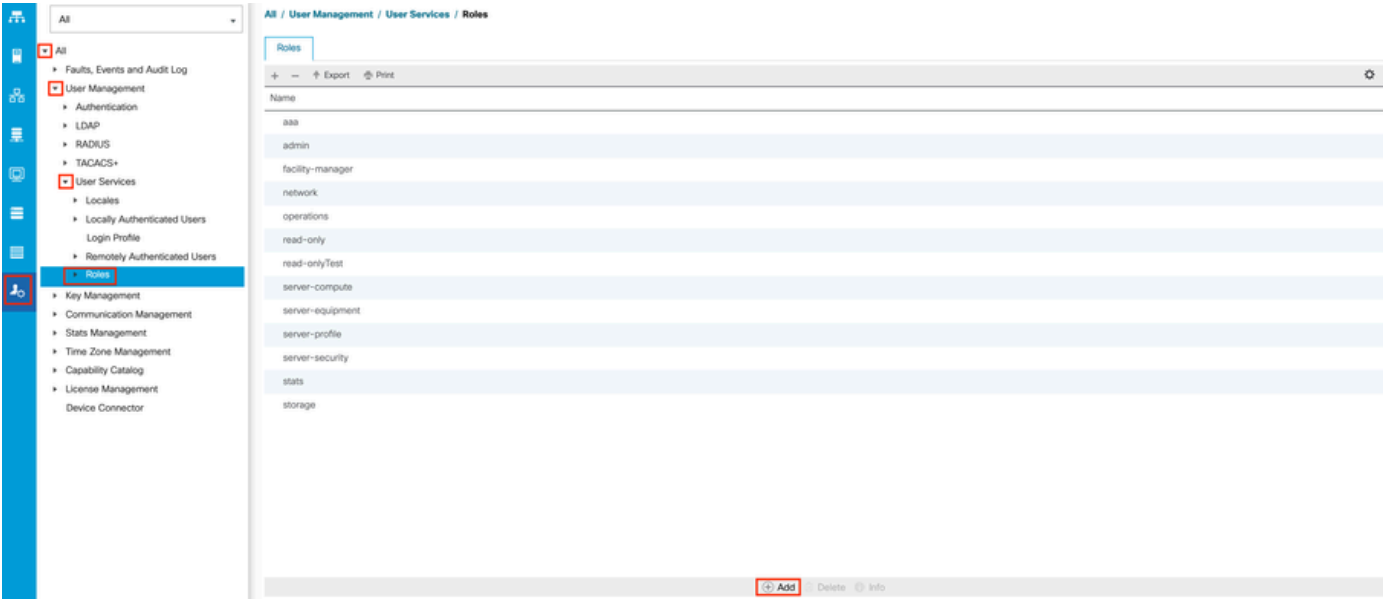 All
All
Faults, Events and Audit Log
User Management
Authentication
LDAP
RADIUS
TACACS+
User Services
Locales
Locally Authenticated Users
Login Profile
Remotely Authenticated Users
Roles
Key Management
Communication Management
Stats Management
Time Zone Management
Capability Catalog
License Management
Device Connector
All / User Management / User Services / Roles
Roles
+ − Export Print
Name
aaa
admin
facility-manager
network
operations
read-only
read-onlyTest
server-compute
server-equipment
server-profile
server-security
stats
storage
Add Delete Info